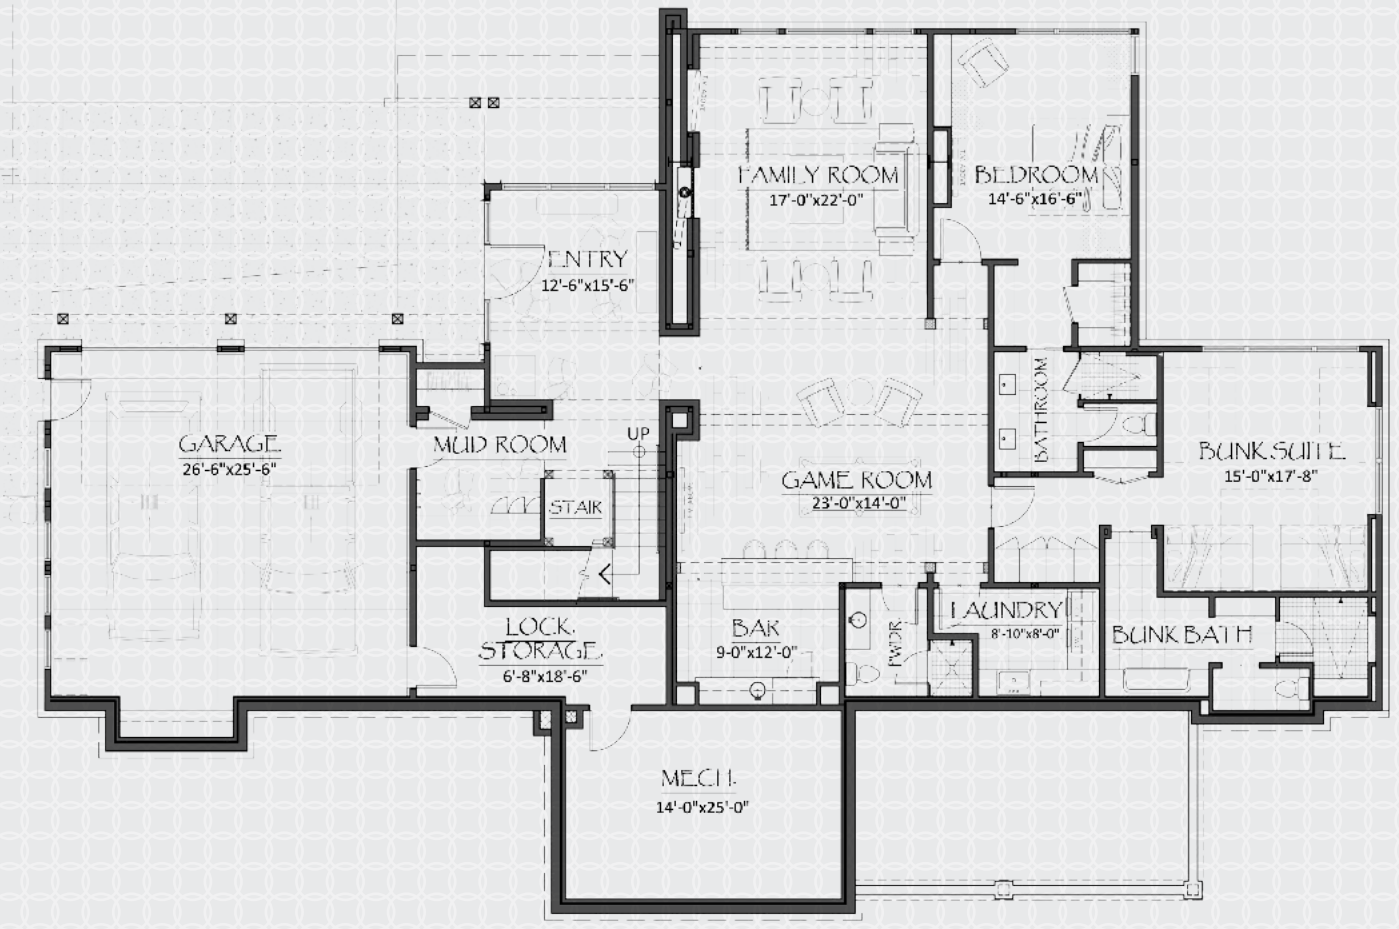 FAMILY ROOM
17'-0"x22'-0"
BEDROOM
14'-6"x16'-6"
ENTRY
12'-6"x15'-6"
GARAGE
26'-6"x25'-6"
MUD ROOM
UP
STAIR
GAME ROOM
23'-0"x14'-0"
BATHROOM
BUNK SUITE
15'-0"x17'-8"
LOCK.
STORAGE
6'-8"x18'-6"
BAR
9-0"x12'-0"
PWDR
LAUNDRY
8'-10"x8'-0"
BUNK BATH
MECH.
14'-0"x25'-0"